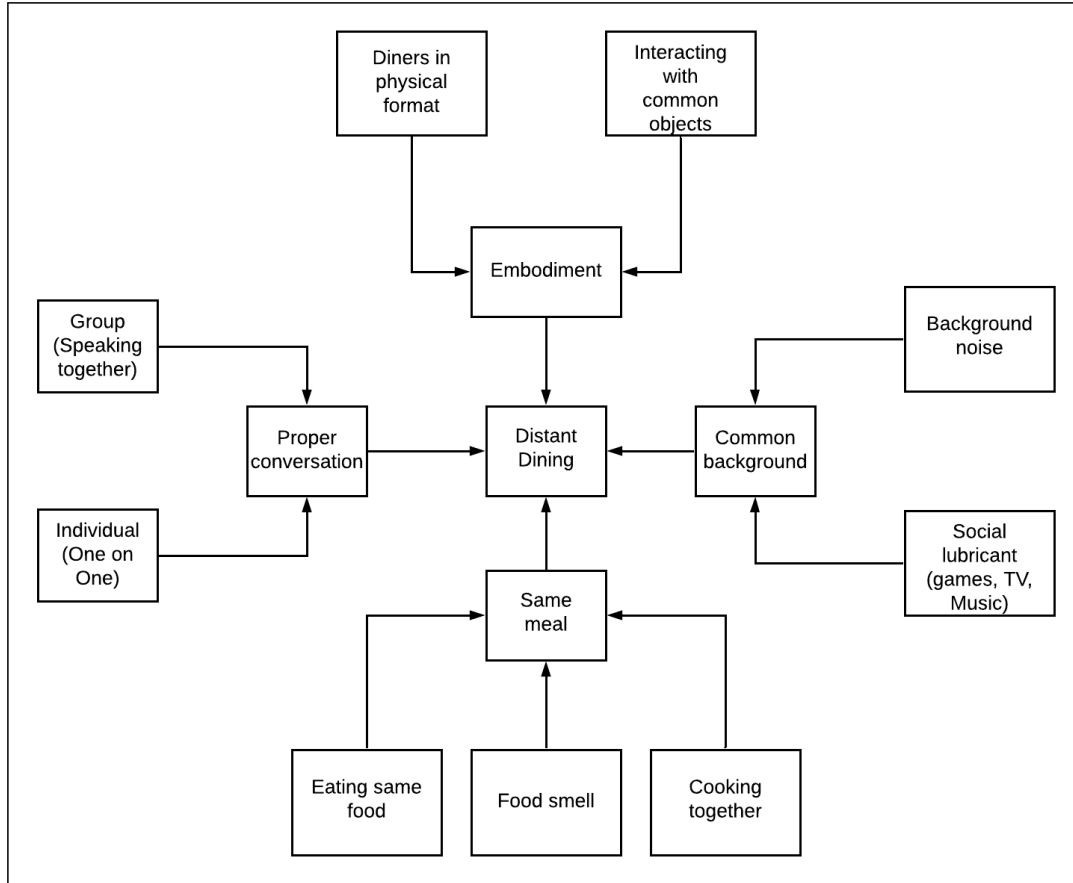 Diners in
physical
format
Interacting
with
common
objects
Embodiment
Group
(Speaking
together)
Background
noise
Proper
conversation
Distant
Dining
Common
background
Individual
(One on
One)
Social
lubricant
(games, TV,
Music)
Same
meal
Eating same
food
Food smell
Cooking
together